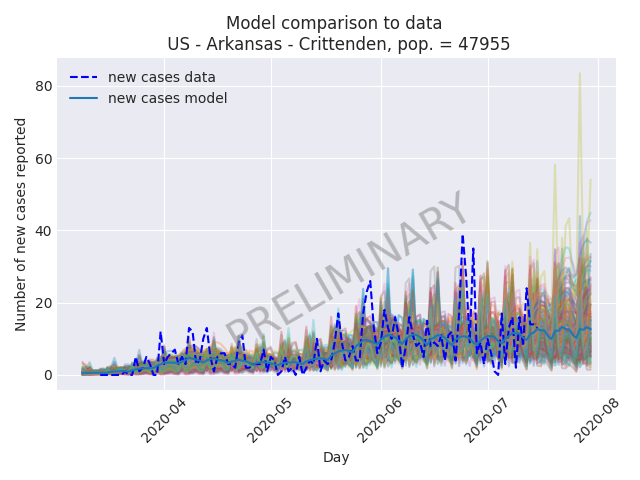 Model comparison to data
US - Arkansas - Crittenden, pop. = 47955
new cases data
new cases model
PRELIMINARY
Number of new cases reported
80
60
40
20
0
2020-04
2020-05
2020-06
2020-07
2020-08
Day